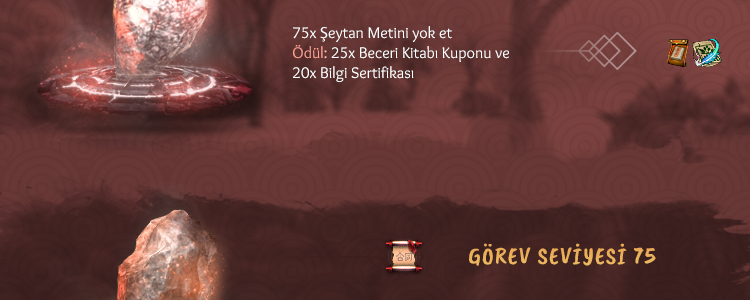 75x Şeytan Metini yok et
Ödül: 25x Beceri Kitabı Kuponu ve
20x Bilgi Sertifikası
GÖREV SEVİYESİ 75